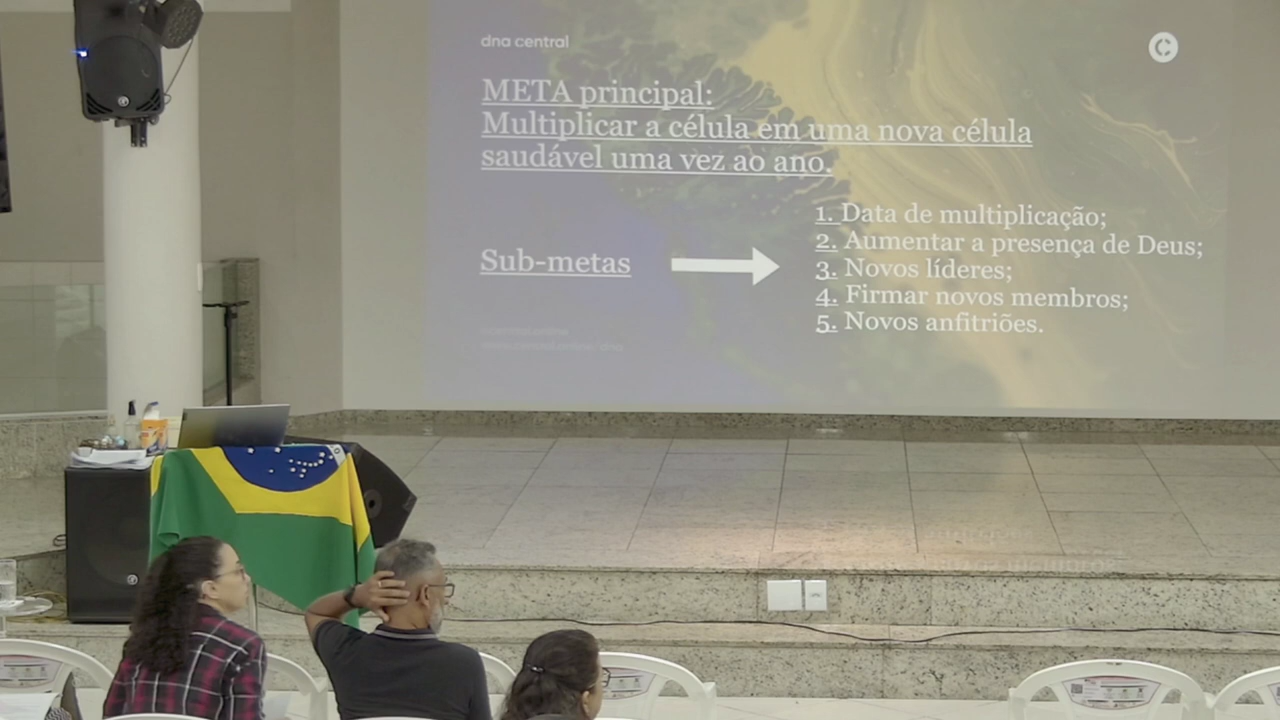 dna central
META principal:
Multiplicar a célula em uma nova célula
saudável uma vez ao ano.
Sub-metas
1. Data de multiplicação;
2. Aumentar a presença de Deus;
3. Novos líderes;
4. Firmar novos membros;
5. Novos anfitriões.